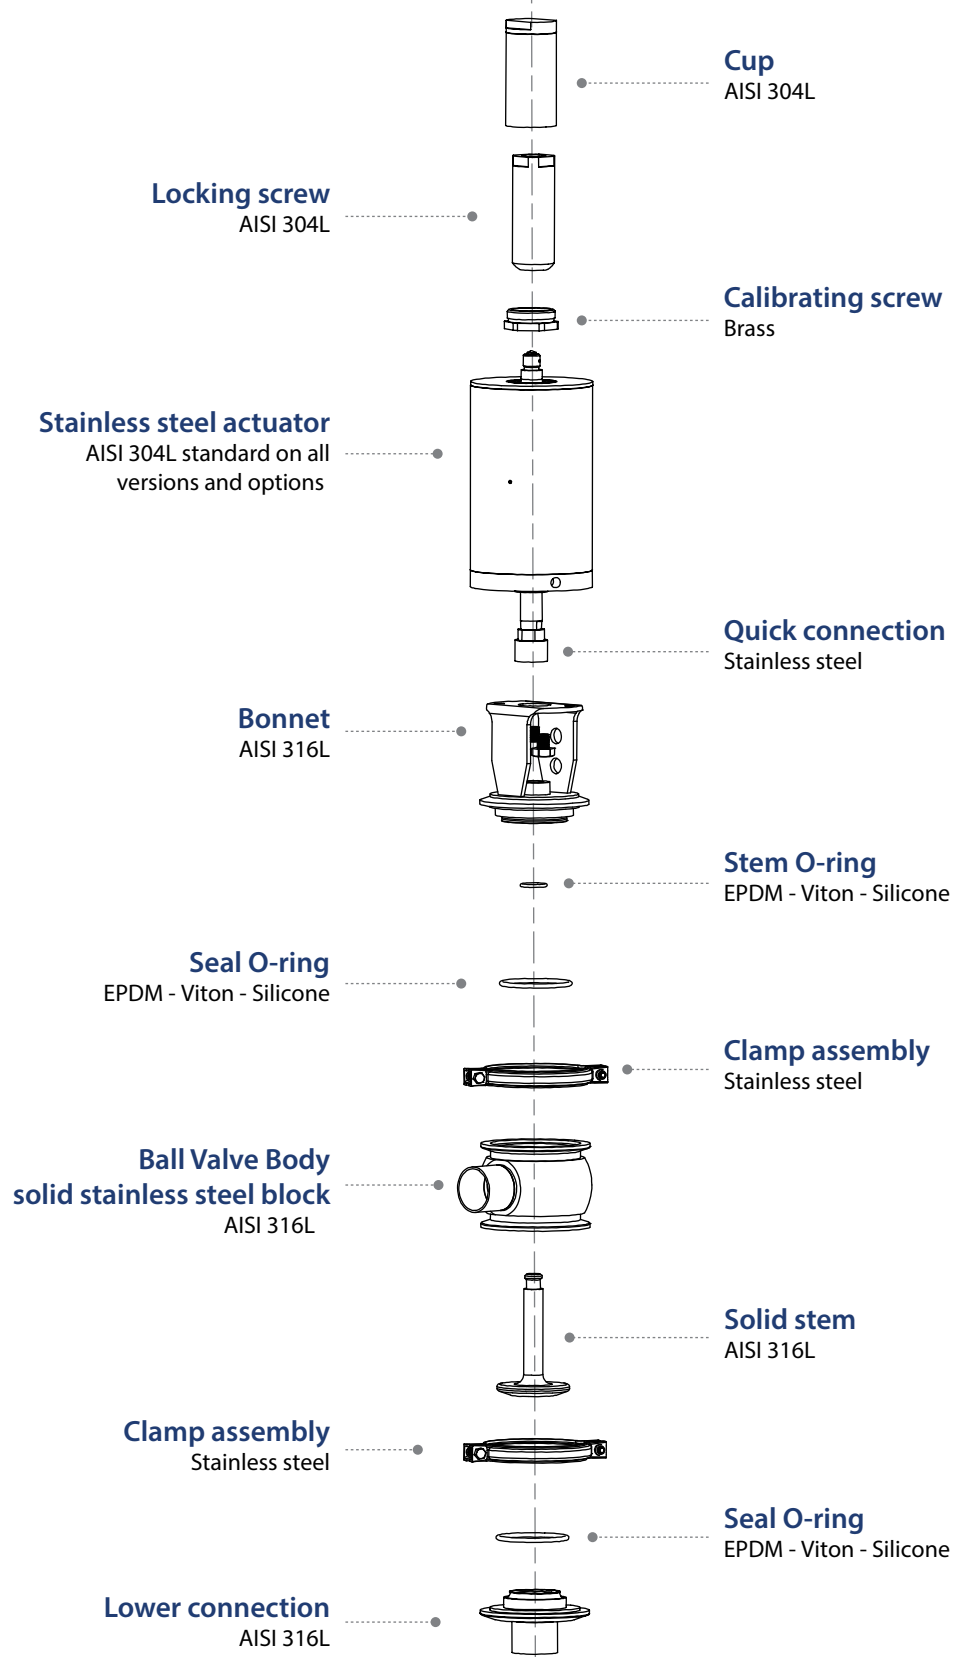 Cup
AISI 304L
Locking screw
AISI 304L
Calibrating screw
Brass
Stainless steel actuator
AISI 304L standard on all
versions and options
Quick connection
Stainless steel
Bonnet
AISI 316L
Stem O-ring
EPDM - Viton - Silicone
Seal O-ring
EPDM - Viton - Silicone
Clamp assembly
Stainless steel
Ball Valve Body
solid stainless steel block
AISI 316L
Solid stem
AISI 316L
Clamp assembly
Stainless steel
Seal O-ring
EPDM - Viton - Silicone
Lower connection
AISI 316L